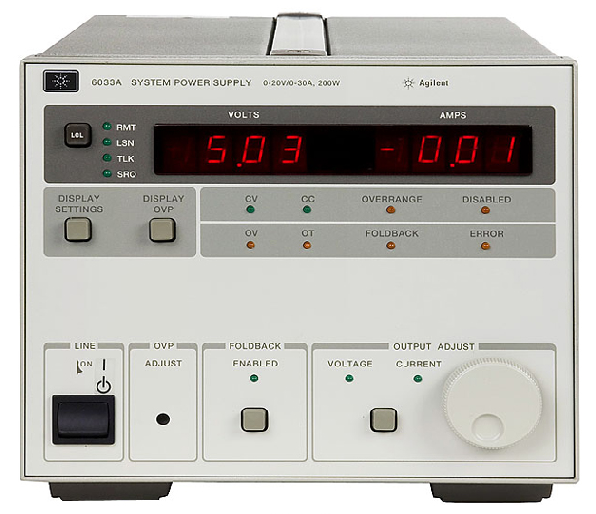 6033A SYSTEM POWER SUPPLY 0-20V/0-30A, 200W Agilent
VOLTS AMPS
LCL
RMT
LSN
TLK
SRQ
5.03 -0.01
DISPLAY SETTINGS
DISPLAY OVP
CV CC OVERRANGE DISABLED
OV OT FOLDBACK ERROR
LINE
ON
OVP
ADJUST
FOLDBACK
ENABLED
OUTPUT ADJUST
VOLTAGE CURRENT